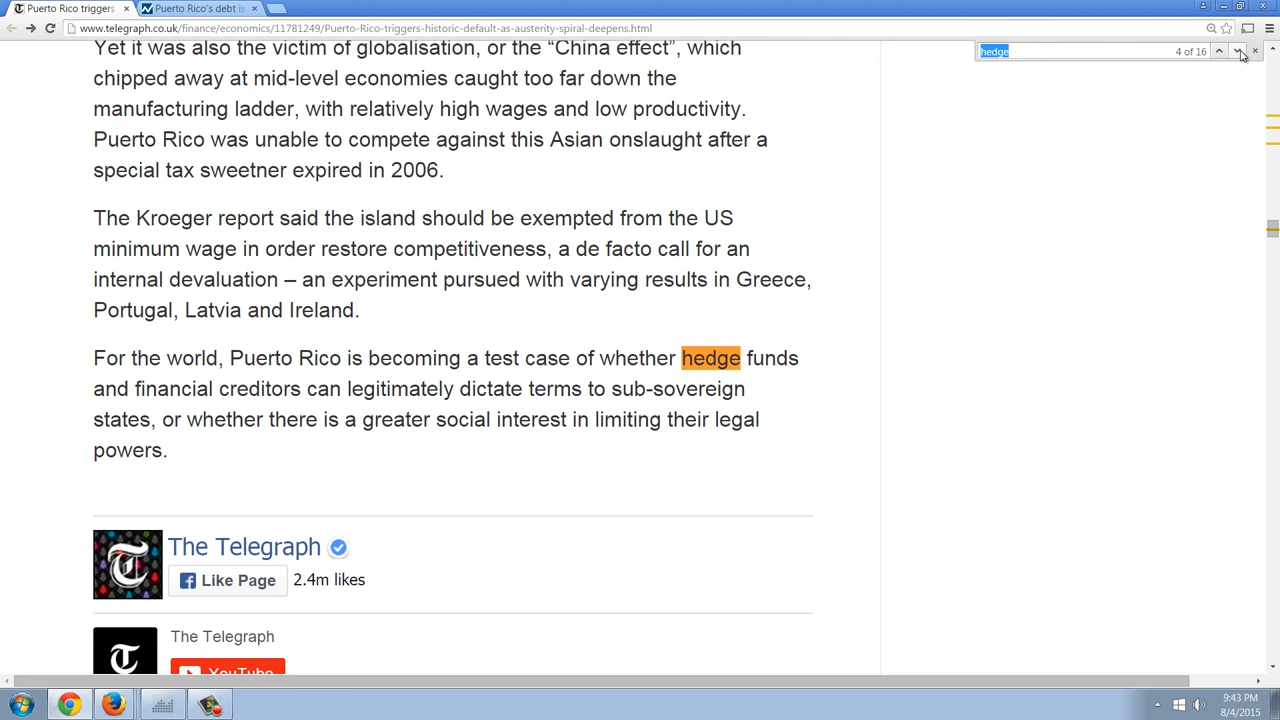 Puerto Rico triggers
Puerto Rico's debt is
www.telegraph.co.uk/finance/economics/11781249/Puerto-Rico-triggers-historic-default-as-austerity-spiral-deepens.html
hedge
4 of 16
Yet it was also the victim of globalisation, or the “China effect”, which
chipped away at mid-level economies caught too far down the
manufacturing ladder, with relatively high wages and low productivity.
Puerto Rico was unable to compete against this Asian onslaught after a
special tax sweetner expired in 2006.
The Kroeger report said the island should be exempted from the US
minimum wage in order restore competitiveness, a de facto call for an
internal devaluation – an experiment pursued with varying results in Greece,
Portugal, Latvia and Ireland.
For the world, Puerto Rico is becoming a test case of whether hedge funds
and financial creditors can legitimately dictate terms to sub-sovereign
states, or whether there is a greater social interest in limiting their legal
powers.
The Telegraph
Like Page
2.4m likes
The Telegraph
YouTube
9:43 PM
8/4/2015